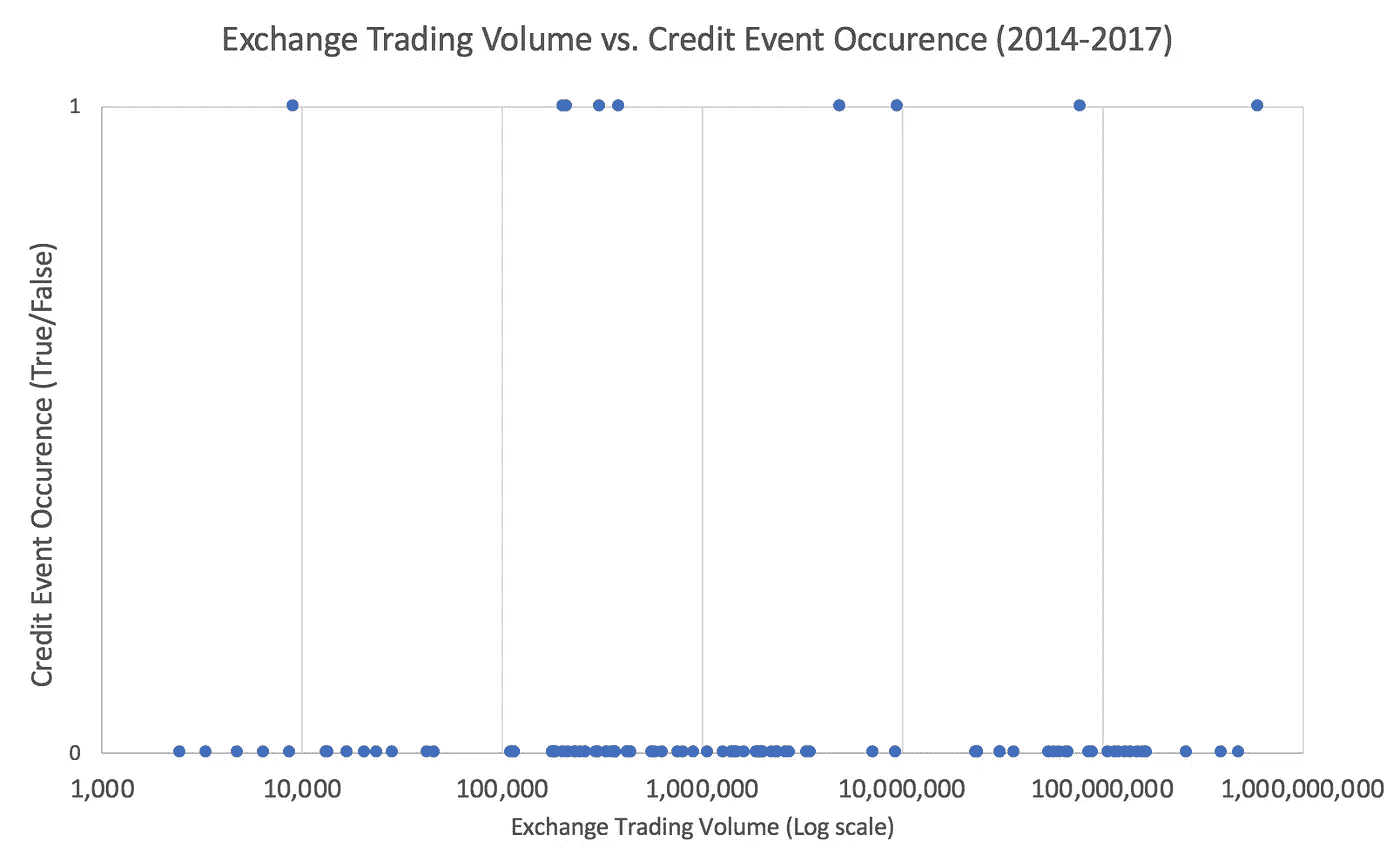 Exchange Trading Volume vs. Credit Event Occurence (2014-2017)
1
Credit Event Occurence (True/False)
0
1,000 10,000 100,000 1,000,000 10,000,000 100,000,000 1,000,000,000
Exchange Trading Volume (Log scale)